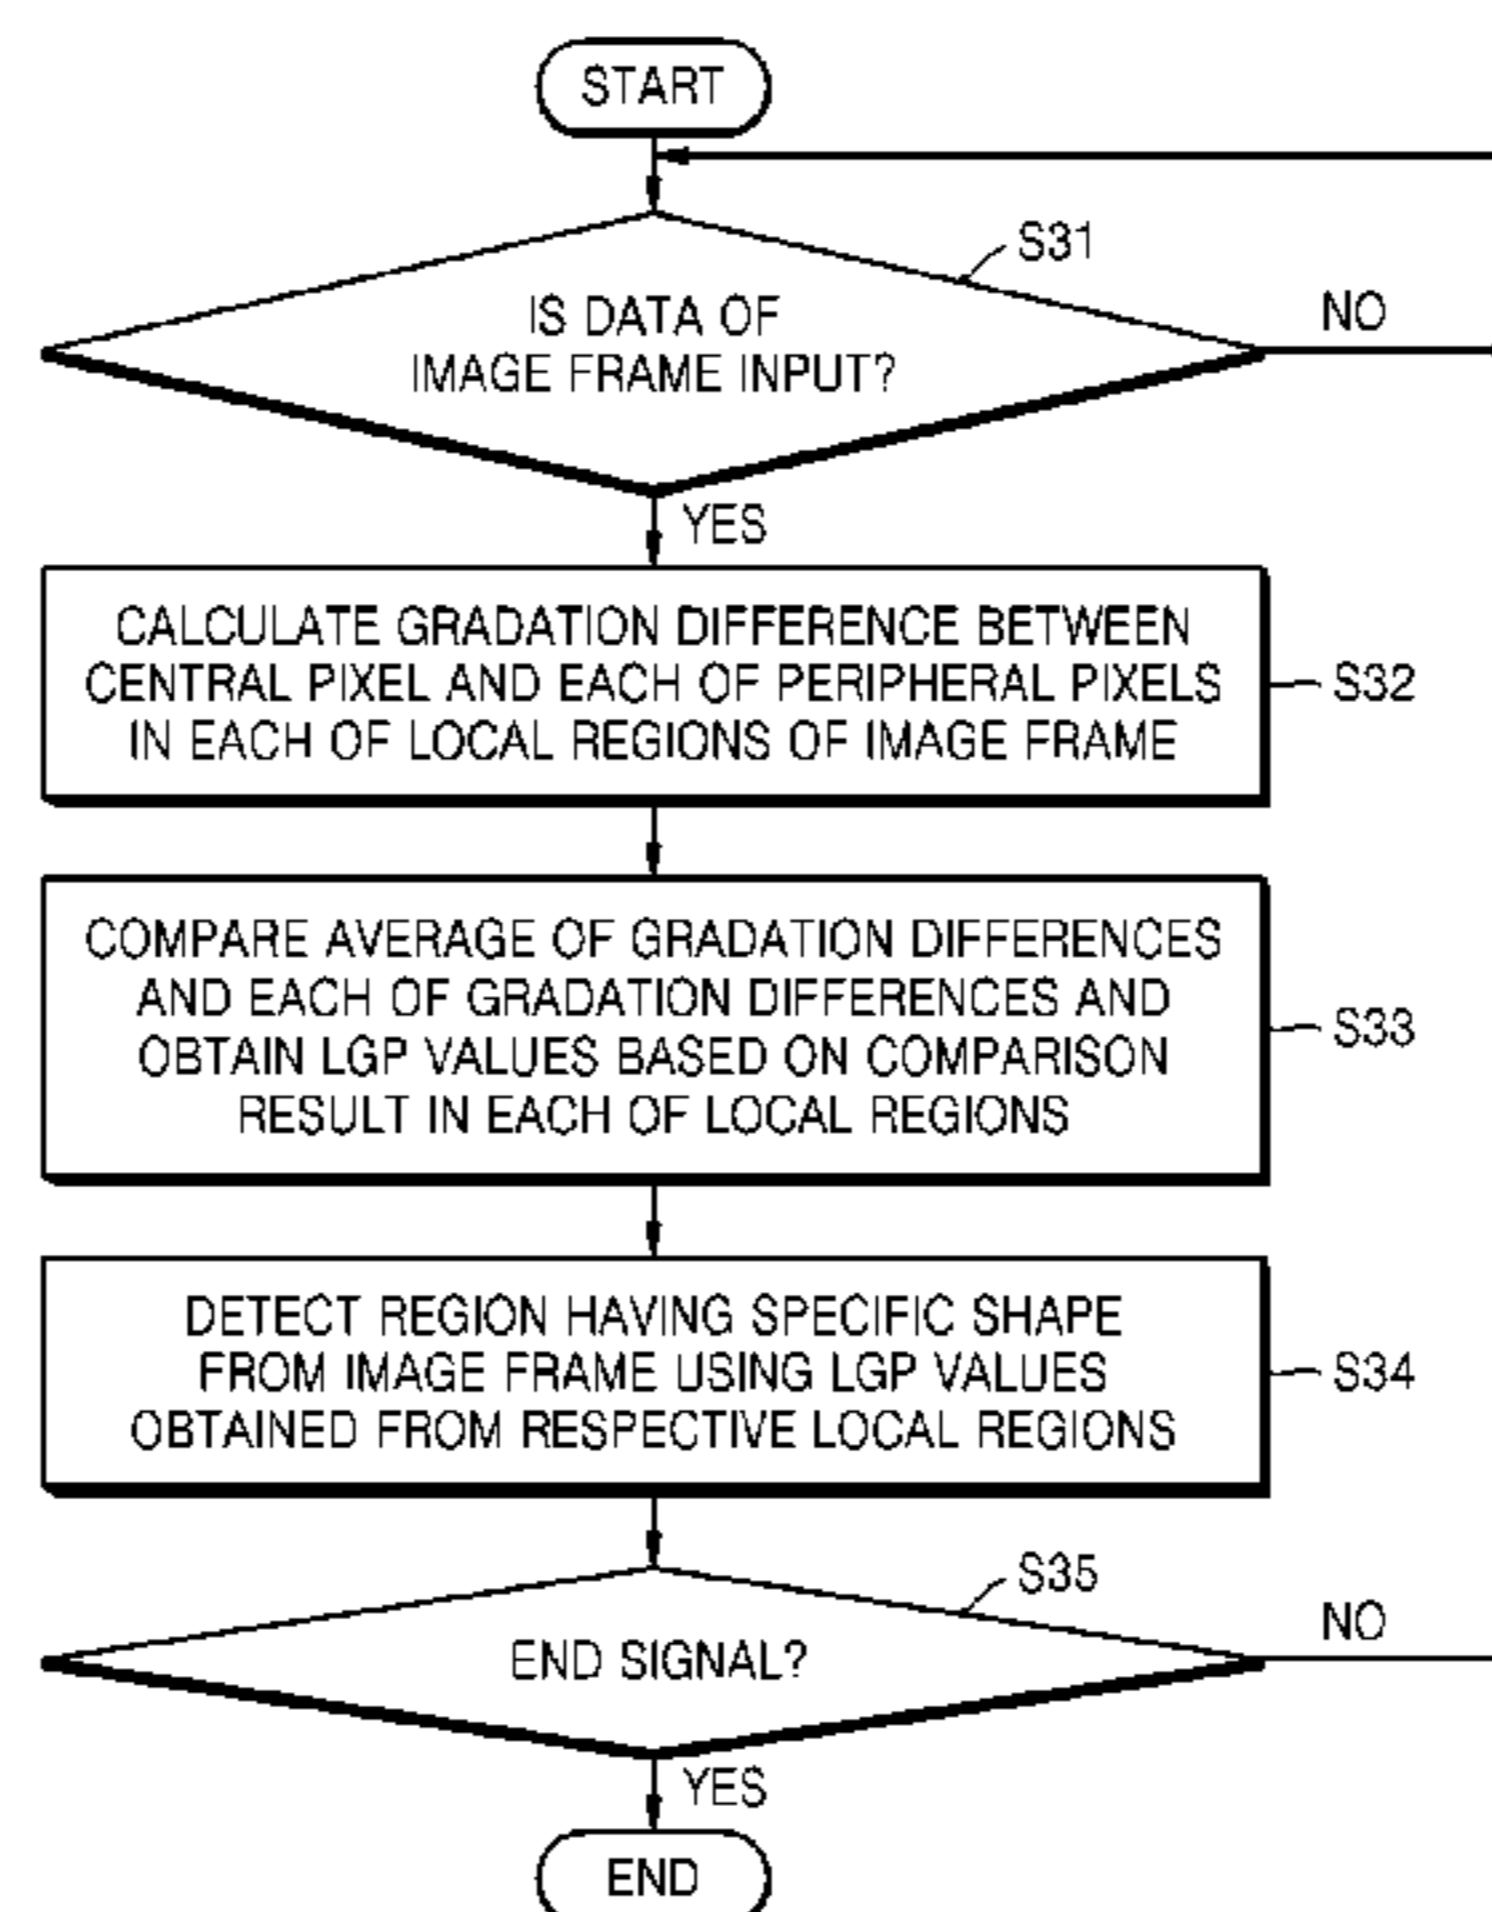 START
S31
IS DATA OF
IMAGE FRAME INPUT?
NO
YES
CALCULATE GRADATION DIFFERENCE BETWEEN
CENTRAL PIXEL AND EACH OF PERIPHERAL PIXELS
IN EACH OF LOCAL REGIONS OF IMAGE FRAME
S32
COMPARE AVERAGE OF GRADATION DIFFERENCES
AND EACH OF GRADATION DIFFERENCES AND
OBTAIN LGP VALUES BASED ON COMPARISON
RESULT IN EACH OF LOCAL REGIONS
S33
DETECT REGION HAVING SPECIFIC SHAPE
FROM IMAGE FRAME USING LGP VALUES
OBTAINED FROM RESPECTIVE LOCAL REGIONS
S34
S35
END SIGNAL?
NO
YES
END